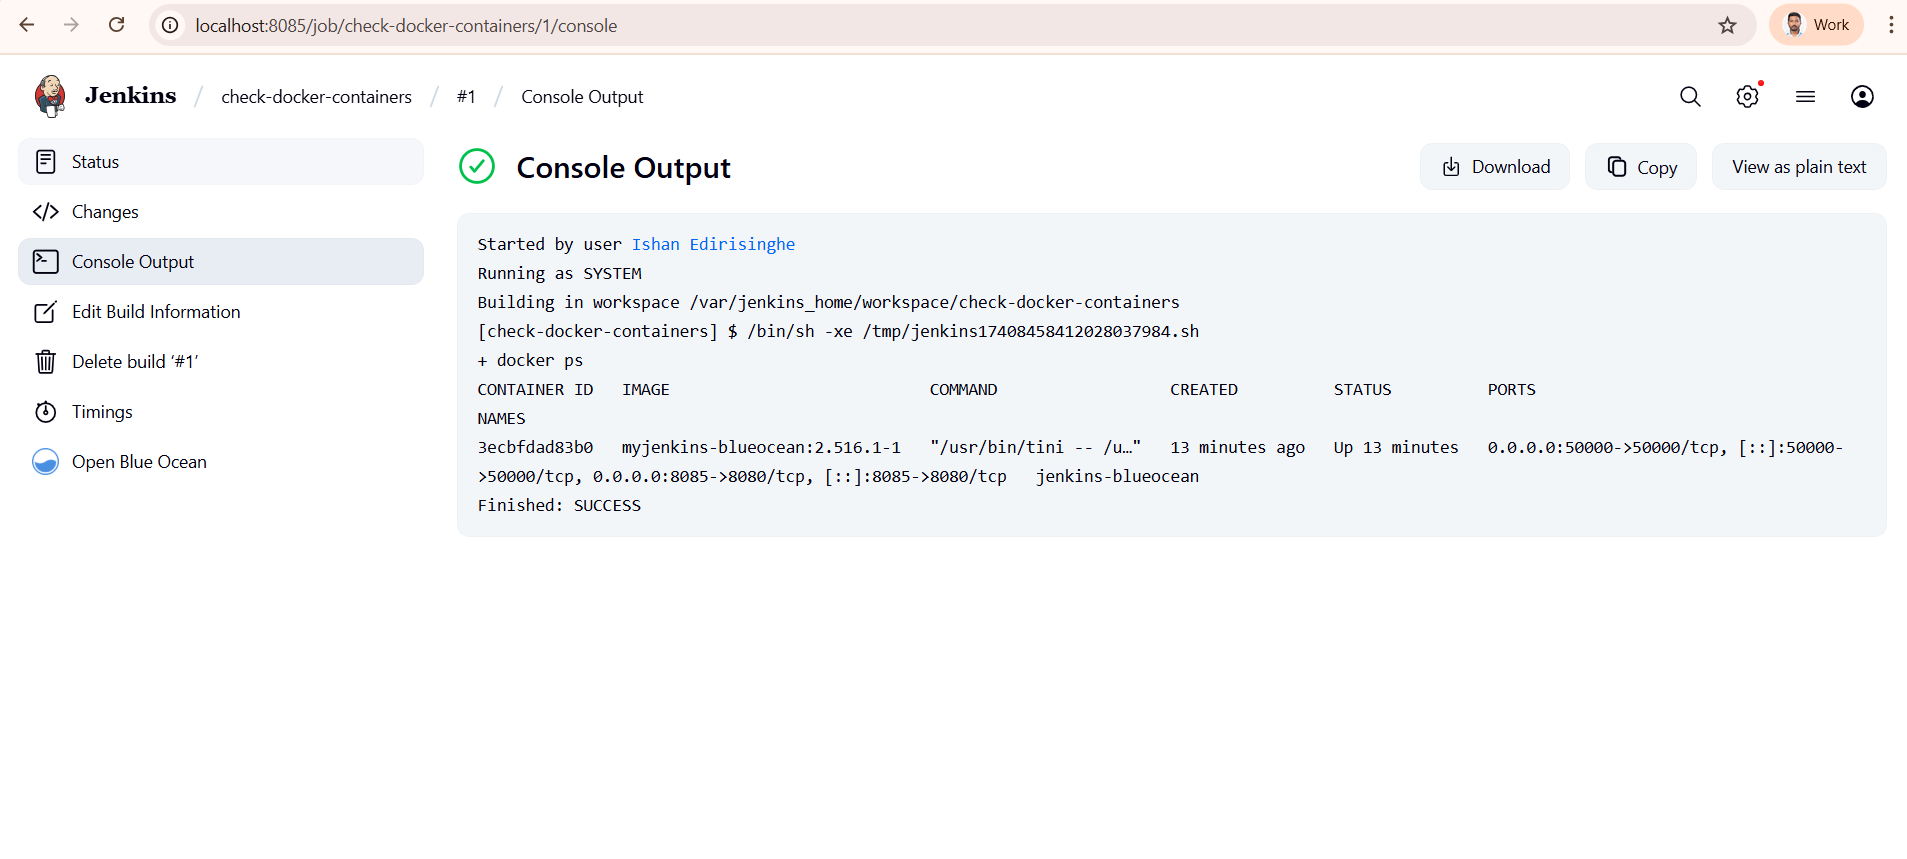 localhost:8085/job/check-docker-containers/1/console
Work
Jenkins / check-docker-containers / #1 / Console Output
Status
Changes
Console Output
Edit Build Information
Delete build ‘#1’
Timings
Open Blue Ocean
Console Output
Download
Copy
View as plain text
Started by user Ishan Edirisinghe
Running as SYSTEM
Building in workspace /var/jenkins_home/workspace/check-docker-containers
[check-docker-containers] $ /bin/sh -xe /tmp/jenkins17408458412028037984.sh
+ docker ps
CONTAINER ID   IMAGE                           COMMAND                  CREATED          STATUS          PORTS
NAMES
3ecbfdad83b0   myjenkins-blueocean:2.516.1-1   "/usr/bin/tini -- /u…"   13 minutes ago   Up 13 minutes   0.0.0.0:50000->50000/tcp, [::]:50000-
>50000/tcp, 0.0.0.0:8085->8080/tcp, [::]:8085->8080/tcp   jenkins-blueocean
Finished: SUCCESS